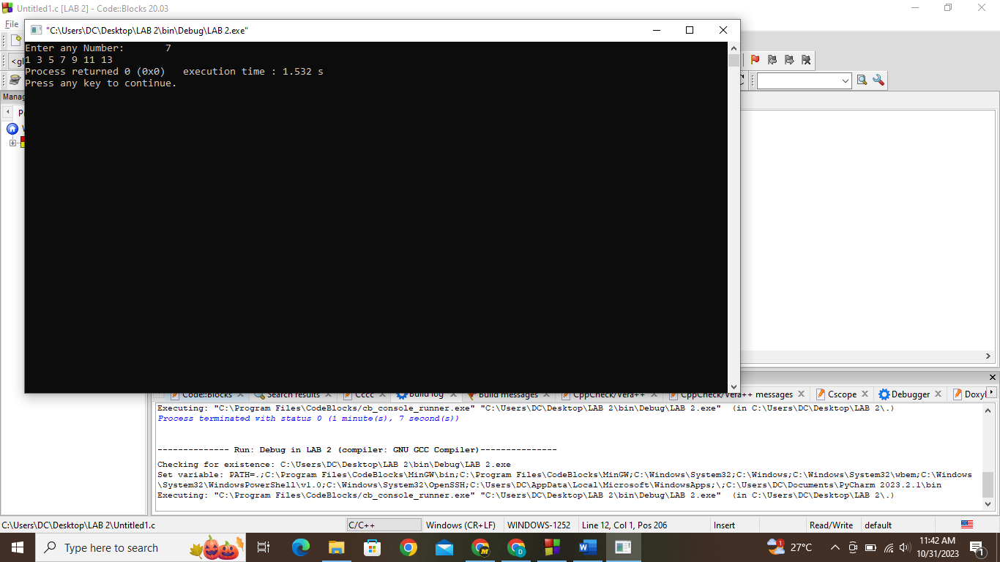 Untitled1.c [LAB 2] - Code::Blocks 20.03
File
"C:\Users\DC\Desktop\LAB 2\bin\Debug\LAB 2.exe"
Enter any Number:       7
1 3 5 7 9 11 13
Process returned 0 (0x0)   execution time : 1.532 s
Press any key to continue.
Code::Blocks Search results Cccc Build log Build messages CppCheck/Vera++ CppCheck/Vera++ messages Cscope Debugger
Executing: "C:\Program Files\CodeBlocks/cb_console_runner.exe" "C:\Users\DC\Desktop\LAB 2\bin\Debug\LAB 2.exe"  (in C:\Users\DC\Desktop\LAB 2\.)
Process terminated with status 0 (1 minute(s), 7 second(s))
-------------- Run: Debug in LAB 2 (compiler: GNU GCC Compiler)---------------
Checking for existence: C:\Users\DC\Desktop\LAB 2\bin\Debug\LAB 2.exe
Set variable: PATH=.;C:\Program Files\CodeBlocks\MinGW\bin;C:\Program Files\CodeBlocks\MinGW;C:\Windows\System32;C:\Windows;C:\Windows\System32\wbem;C:\Windows
\System32\WindowsPowerShell\v1.0;C:\Windows\System32\OpenSSH;C:\Users\DC\AppData\Local\Microsoft\WindowsApps;\;C:\Users\DC\Documents\PyCharm 2023.2.1\bin
Executing: "C:\Program Files\CodeBlocks/cb_console_runner.exe" "C:\Users\DC\Desktop\LAB 2\bin\Debug\LAB 2.exe"  (in C:\Users\DC\Desktop\LAB 2\.)
C:\Users\DC\Desktop\LAB 2\Untitled1.c C/C++ Windows (CR+LF) WINDOWS-1252 Line 12, Col 1, Pos 206 Insert Read/Write default
Type here to search 27°C 11:42 AM
10/31/2023